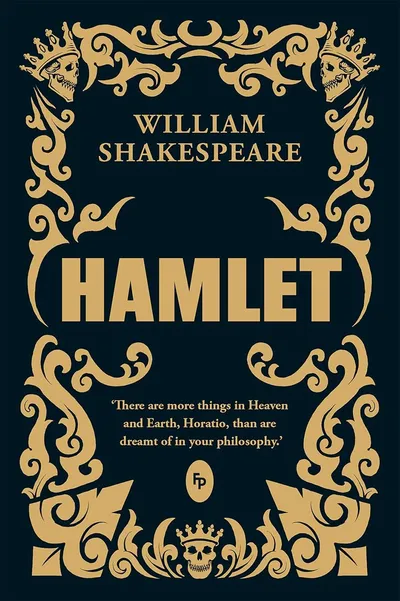 WILLIAM
SHAKESPEARE
HAMLET
‘There are more things in Heaven
and Earth, Horatio, than are
dreamt of in your philosophy.’
FP